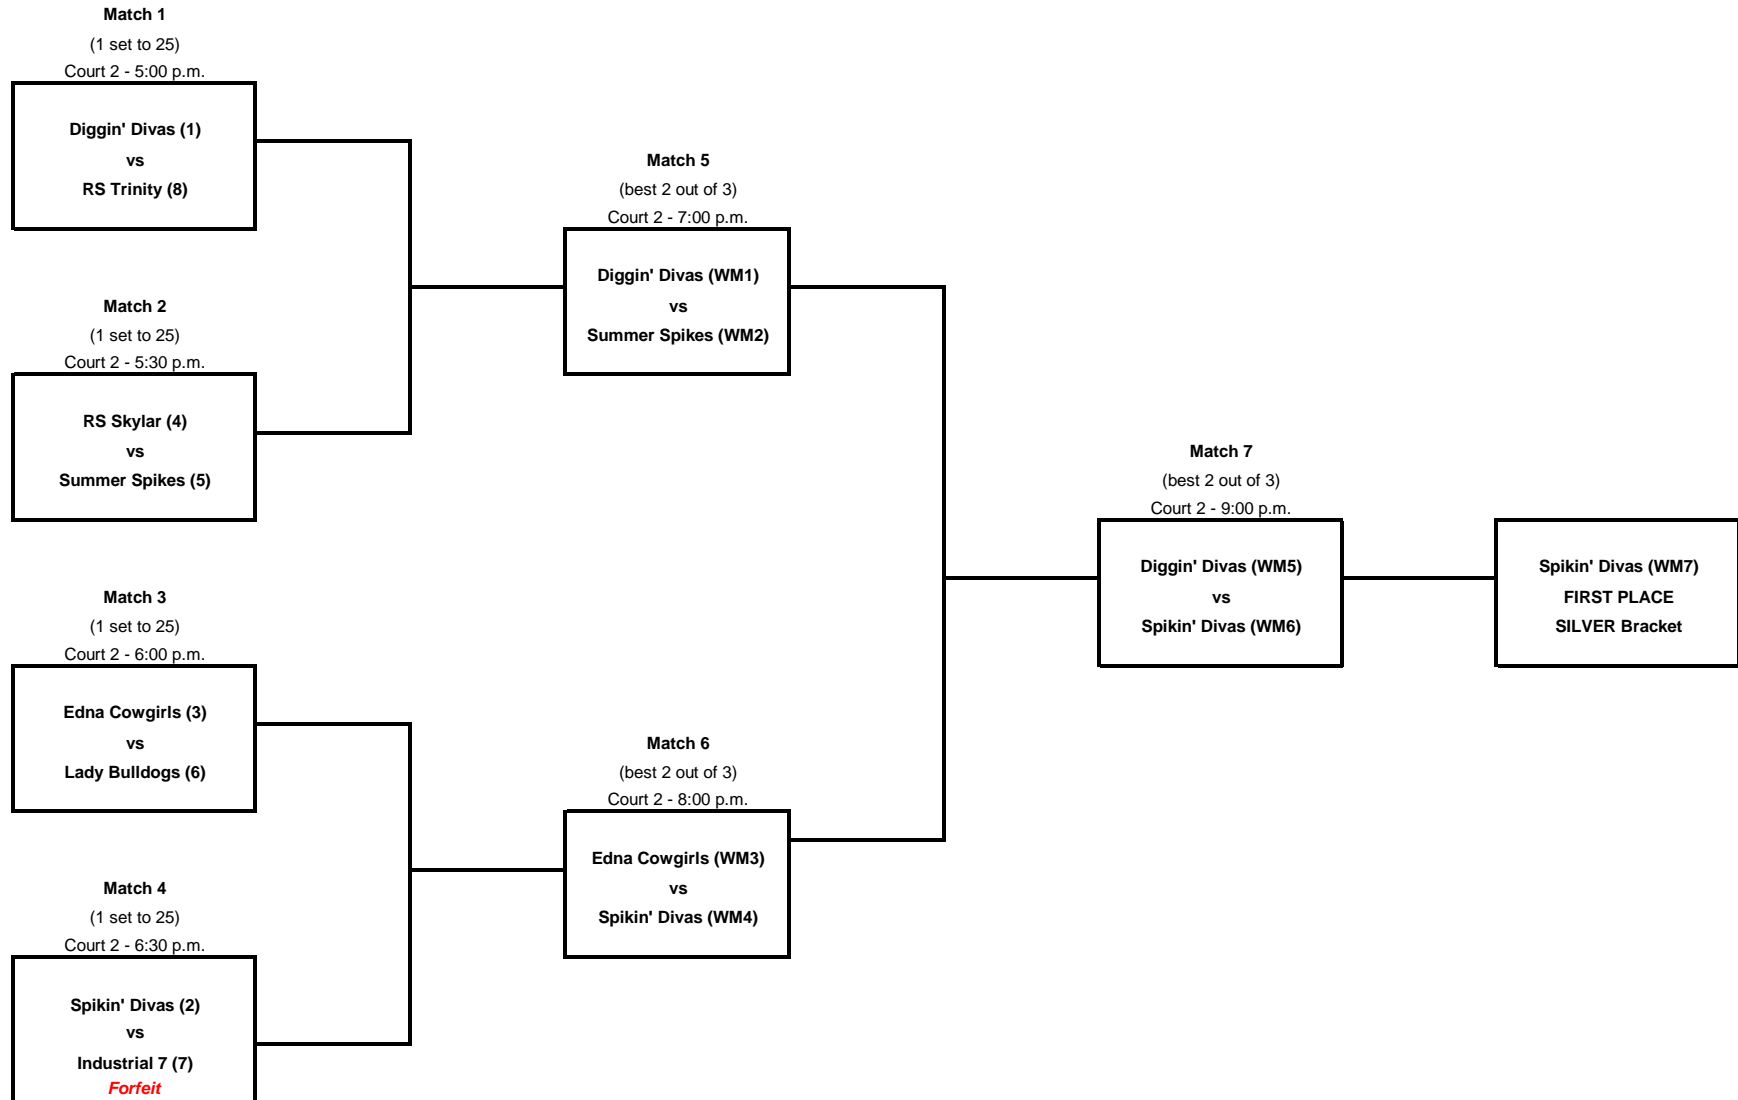 Match 1
(1 set to 25)
Court 2 - 5:00 p.m.
Diggin' Divas (1)
vs
RS Trinity (8)
Match 2
(1 set to 25)
Court 2 - 5:30 p.m.
RS Skylar (4)
vs
Summer Spikes (5)
Match 3
(1 set to 25)
Court 2 - 6:00 p.m.
Edna Cowgirls (3)
vs
Lady Bulldogs (6)
Match 4
(1 set to 25)
Court 2 - 6:30 p.m.
Spikin' Divas (2)
vs
Industrial 7 (7)
Forfeit
Match 5
(best 2 out of 3)
Court 2 - 7:00 p.m.
Diggin' Divas (WM1)
vs
Summer Spikes (WM2)
Match 6
(best 2 out of 3)
Court 2 - 8:00 p.m.
Edna Cowgirls (WM3)
vs
Spikin' Divas (WM4)
Match 7
(best 2 out of 3)
Court 2 - 9:00 p.m.
Diggin' Divas (WM5)
vs
Spikin' Divas (WM6)
Spikin' Divas (WM7)
FIRST PLACE
SILVER Bracket